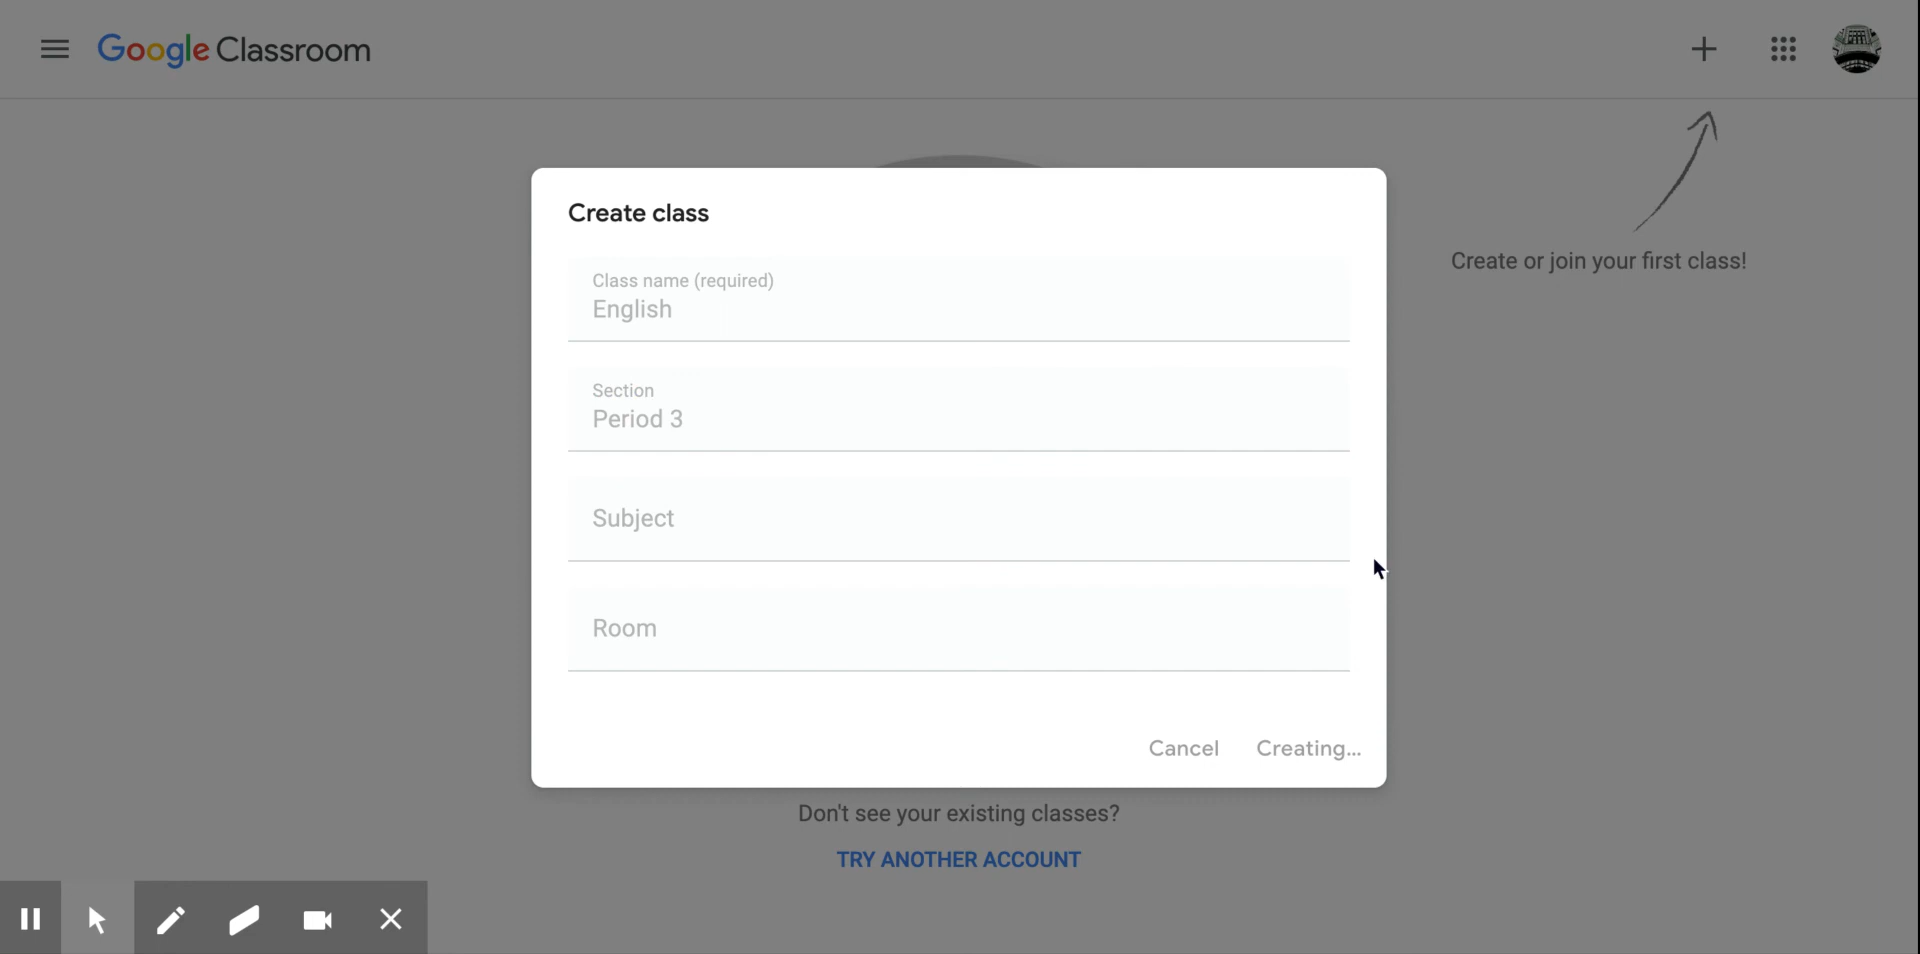 Google Classroom
Create or join your first class!
Create class
Class name (required)
English
Section
Period 3
Subject
Room
Cancel Creating...
Don't see your existing classes?
TRY ANOTHER ACCOUNT